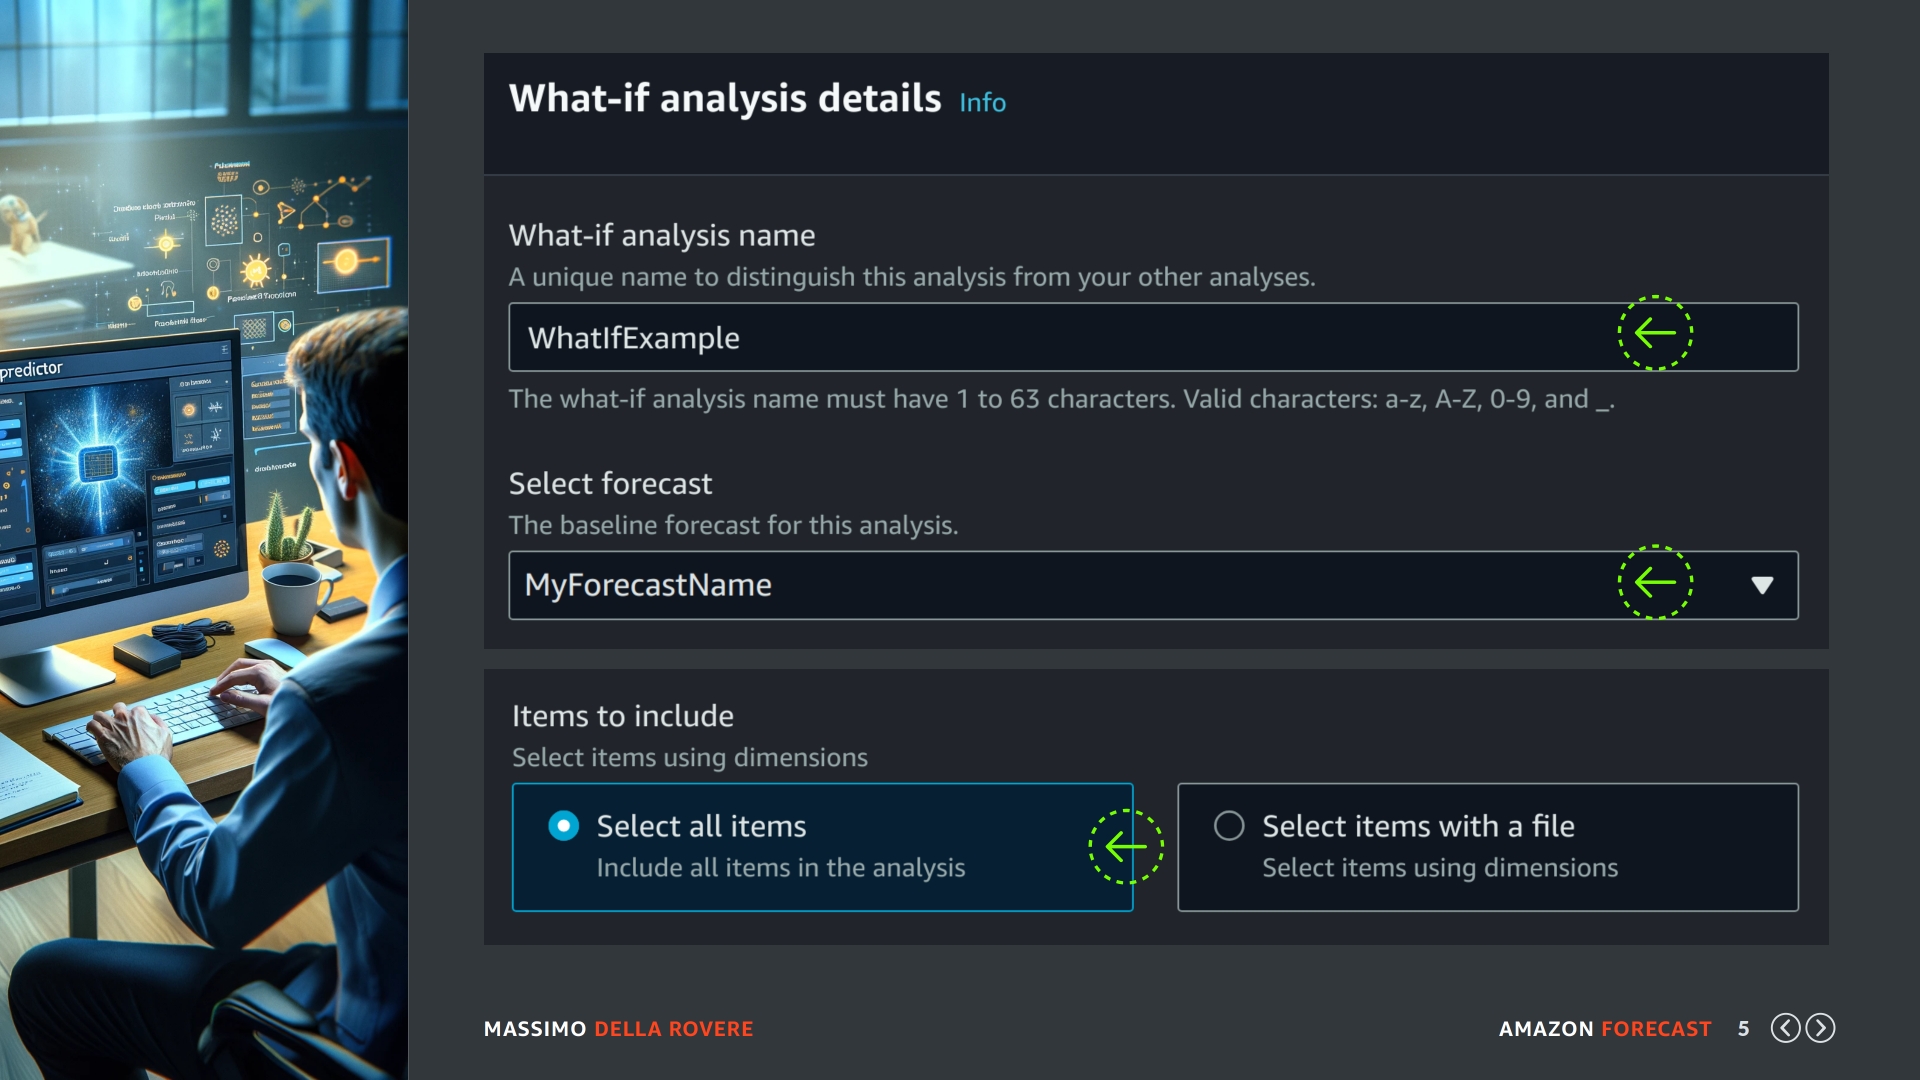 What-if analysis details Info
What-if analysis name
A unique name to distinguish this analysis from your other analyses.
WhatIfExample
The what-if analysis name must have 1 to 63 characters. Valid characters: a-z, A-Z, 0-9, and _.
Select forecast
The baseline forecast for this analysis.
MyForecastName
Items to include
Select items using dimensions
Select all items
Include all items in the analysis
Select items with a file
Select items using dimensions
predictor
MASSIMO DELLA ROVERE
AMAZON FORECAST 5